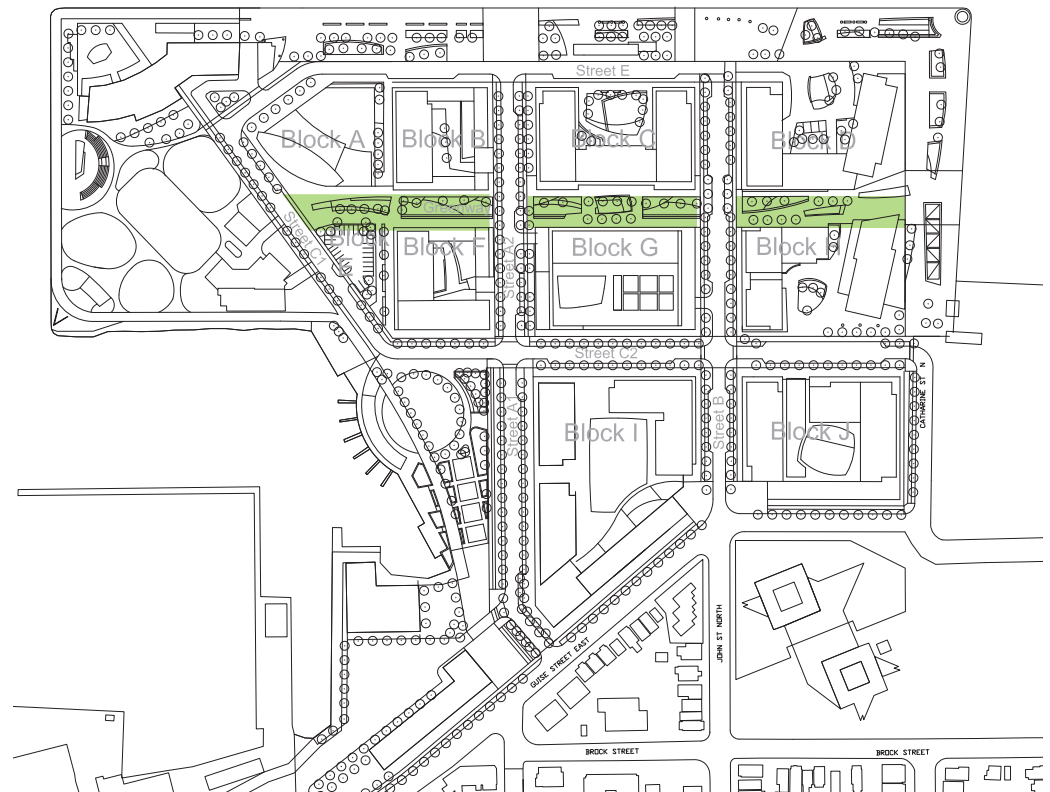 Street E
Block A
Block B
Block C
Block D
Greenway
Street C1
Block
E
Block F
Street A2
Block G
Block
Street C2
CATHARINE ST N
Street A1
Block I
Street B
Block J
GUISE STREET EAST
JOHN ST NORTH
BROCK STREET
BROCK STREET